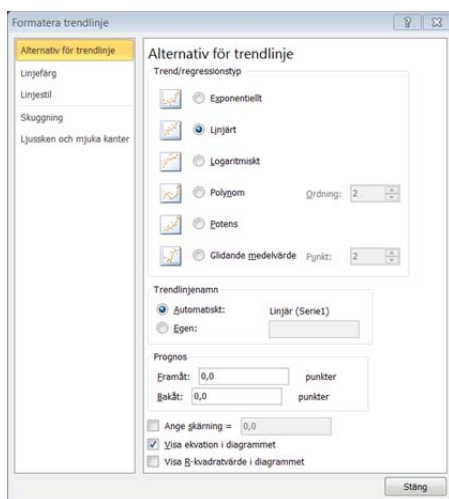 Formatera trendlinje
Alternativ för trendlinje
Linjefärg
Linjestil
Skuggning
Ljussken och mjuka kanter
Alternativ för trendlinje
Trend/regressionstyp
Exponentiellt
Linjärt
Logaritmiskt
Polynom Ordning: 2
Potens
Glidande medelvärde Punkt: 2
Trendlinjenamn
Automatiskt: Linjär (Serie1)
Egen:
Prognos
Framåt: 0,0 punkter
Bakåt: 0,0 punkter
Ange skärning = 0,0
Visa ekvation i diagrammet
Visa R-kvadratvärde i diagrammet
Stäng